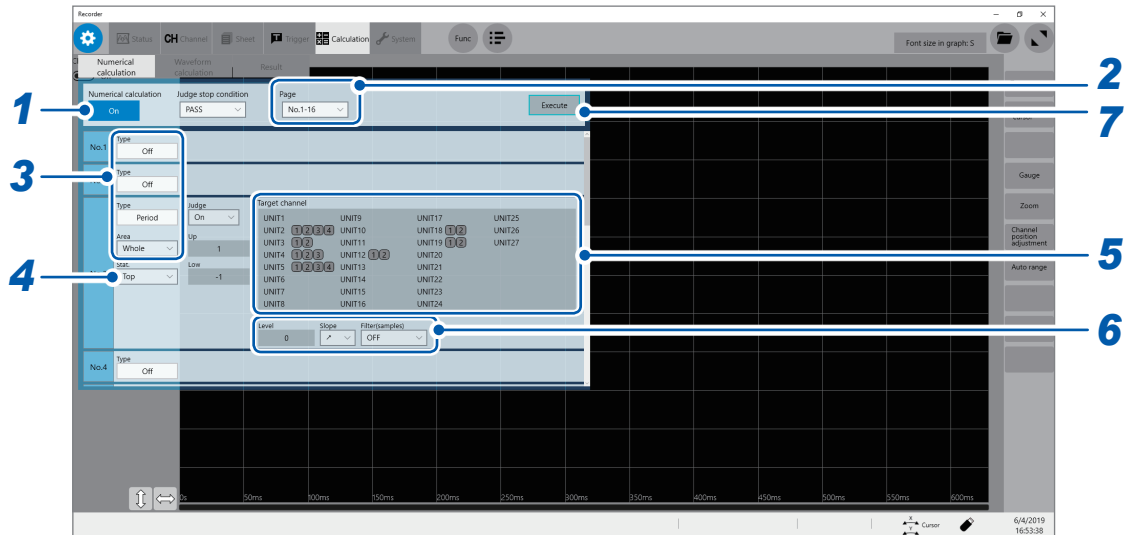 Recorder
Status CH Channel Sheet Trigger Calculation System Func Font size in graph: S
Numerical calculation
Waveform calculation
Result
Numerical calculation Judge stop condition Page
On PASS No.1-16 Execute
1
2
7
No.1 Type
Off
Type
Off
3
Type Judge Target channel
Period On
Area Up
Whole 1
Stat. Low
Top -1
4
UNIT1 UNIT9 UNIT17 UNIT25
UNIT2 1 2 3 4 UNIT10 UNIT18 1 2 UNIT26
UNIT3 1 2 UNIT11 UNIT19 1 2 UNIT27
UNIT4 1 2 3 UNIT12 1 2 UNIT20
UNIT5 1 2 3 4 UNIT13 UNIT21
UNIT6 UNIT14 UNIT22
UNIT7 UNIT15 UNIT23
UNIT8 UNIT16 UNIT24
5
Level Slope Filter(samples)
0 ↗ OFF
6
No.4 Type
Off
Gauge
Zoom
Channel
position
adjustment
Auto range
0s 50ms 100ms 150ms 200ms 250ms 300ms 350ms 400ms 450ms 500ms 550ms 600ms
X
Y
Cursor
6/4/2019
16:53:38